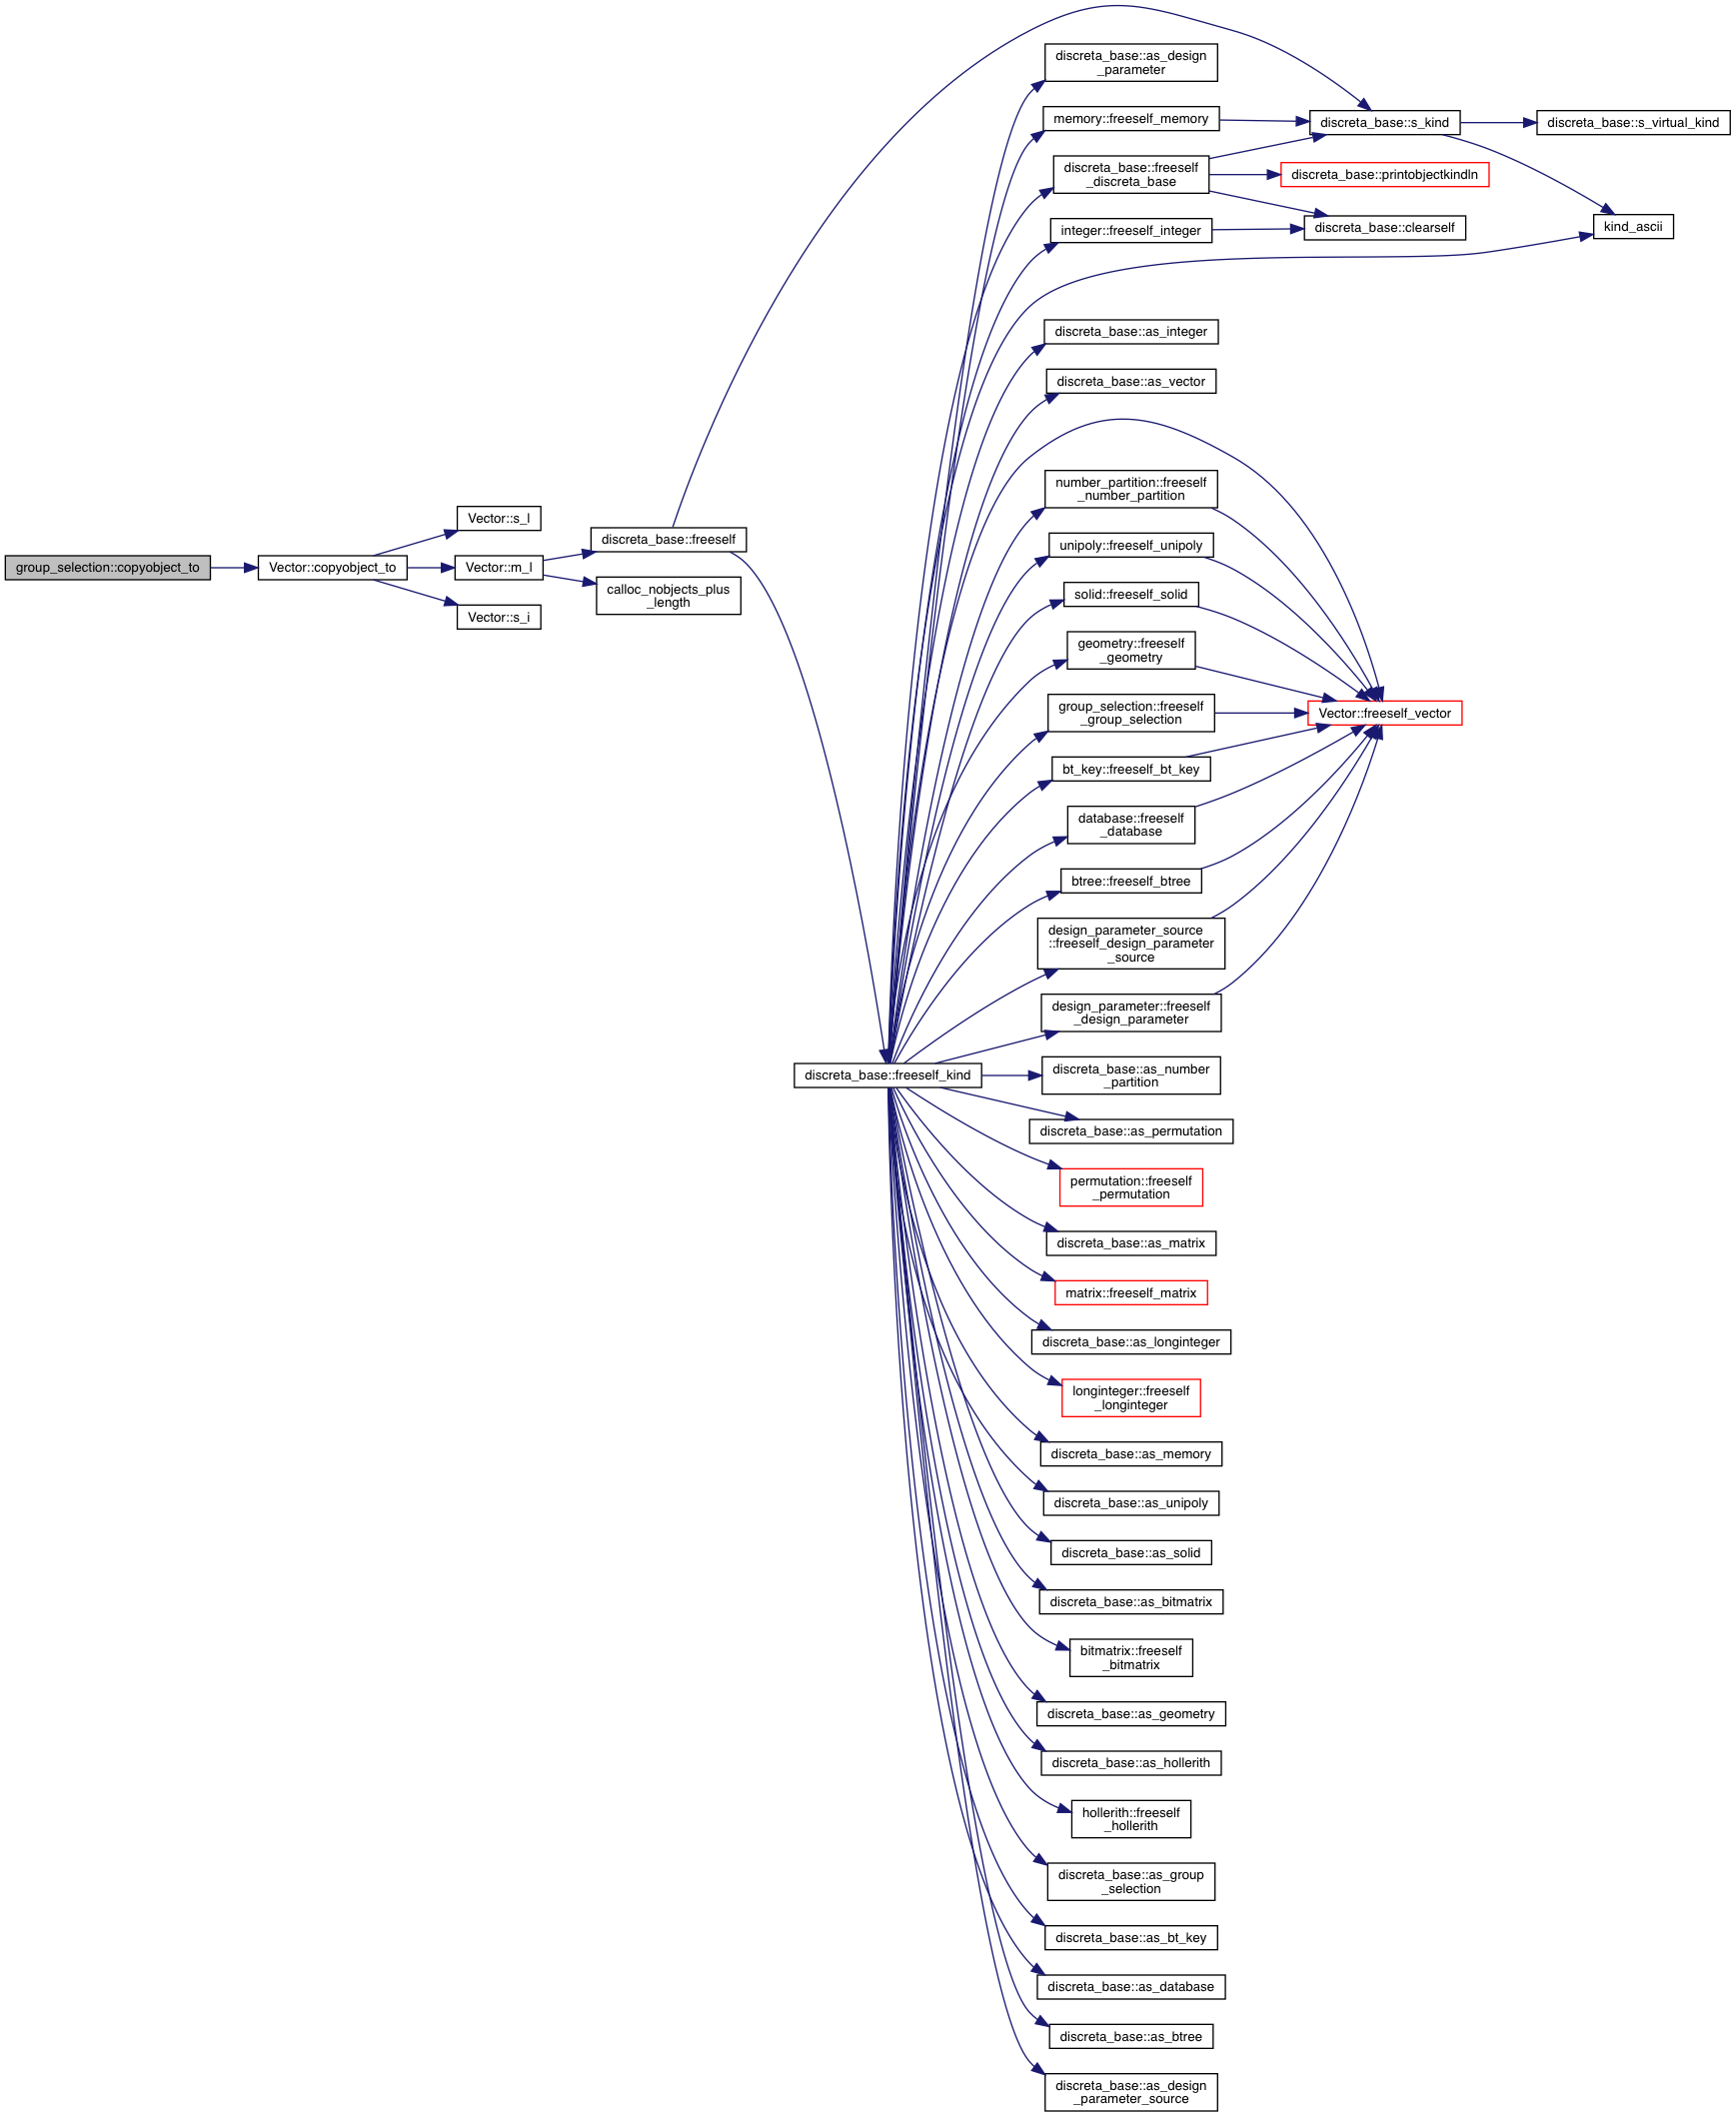 group_selection::copyobject_to
Vector::copyobject_to
Vector::s_l
Vector::m_l
Vector::s_i
discreta_base::freeself
calloc_nobjects_plus
_length
discreta_base::freeself_kind
discreta_base::as_design
_parameter
memory::freeself_memory
discreta_base::freeself
_discreta_base
integer::freeself_integer
discreta_base::as_integer
discreta_base::as_vector
number_partition::freeself
_number_partition
unipoly::freeself_unipoly
solid::freeself_solid
geometry::freeself
_geometry
group_selection::freeself
_group_selection
bt_key::freeself_bt_key
database::freeself
_database
btree::freeself_btree
design_parameter_source
::freeself_design_parameter
_source
design_parameter::freeself
_design_parameter
discreta_base::as_number
_partition
discreta_base::as_permutation
permutation::freeself
_permutation
discreta_base::as_matrix
matrix::freeself_matrix
discreta_base::as_longinteger
longinteger::freeself
_longinteger
discreta_base::as_memory
discreta_base::as_unipoly
discreta_base::as_solid
discreta_base::as_bitmatrix
bitmatrix::freeself
_bitmatrix
discreta_base::as_geometry
discreta_base::as_hollerith
hollerith::freeself
_hollerith
discreta_base::as_group
_selection
discreta_base::as_bt_key
discreta_base::as_database
discreta_base::as_btree
discreta_base::as_design
_parameter_source
discreta_base::s_kind
discreta_base::printobjectkindln
discreta_base::clearself
Vector::freeself_vector
discreta_base::s_virtual_kind
kind_ascii